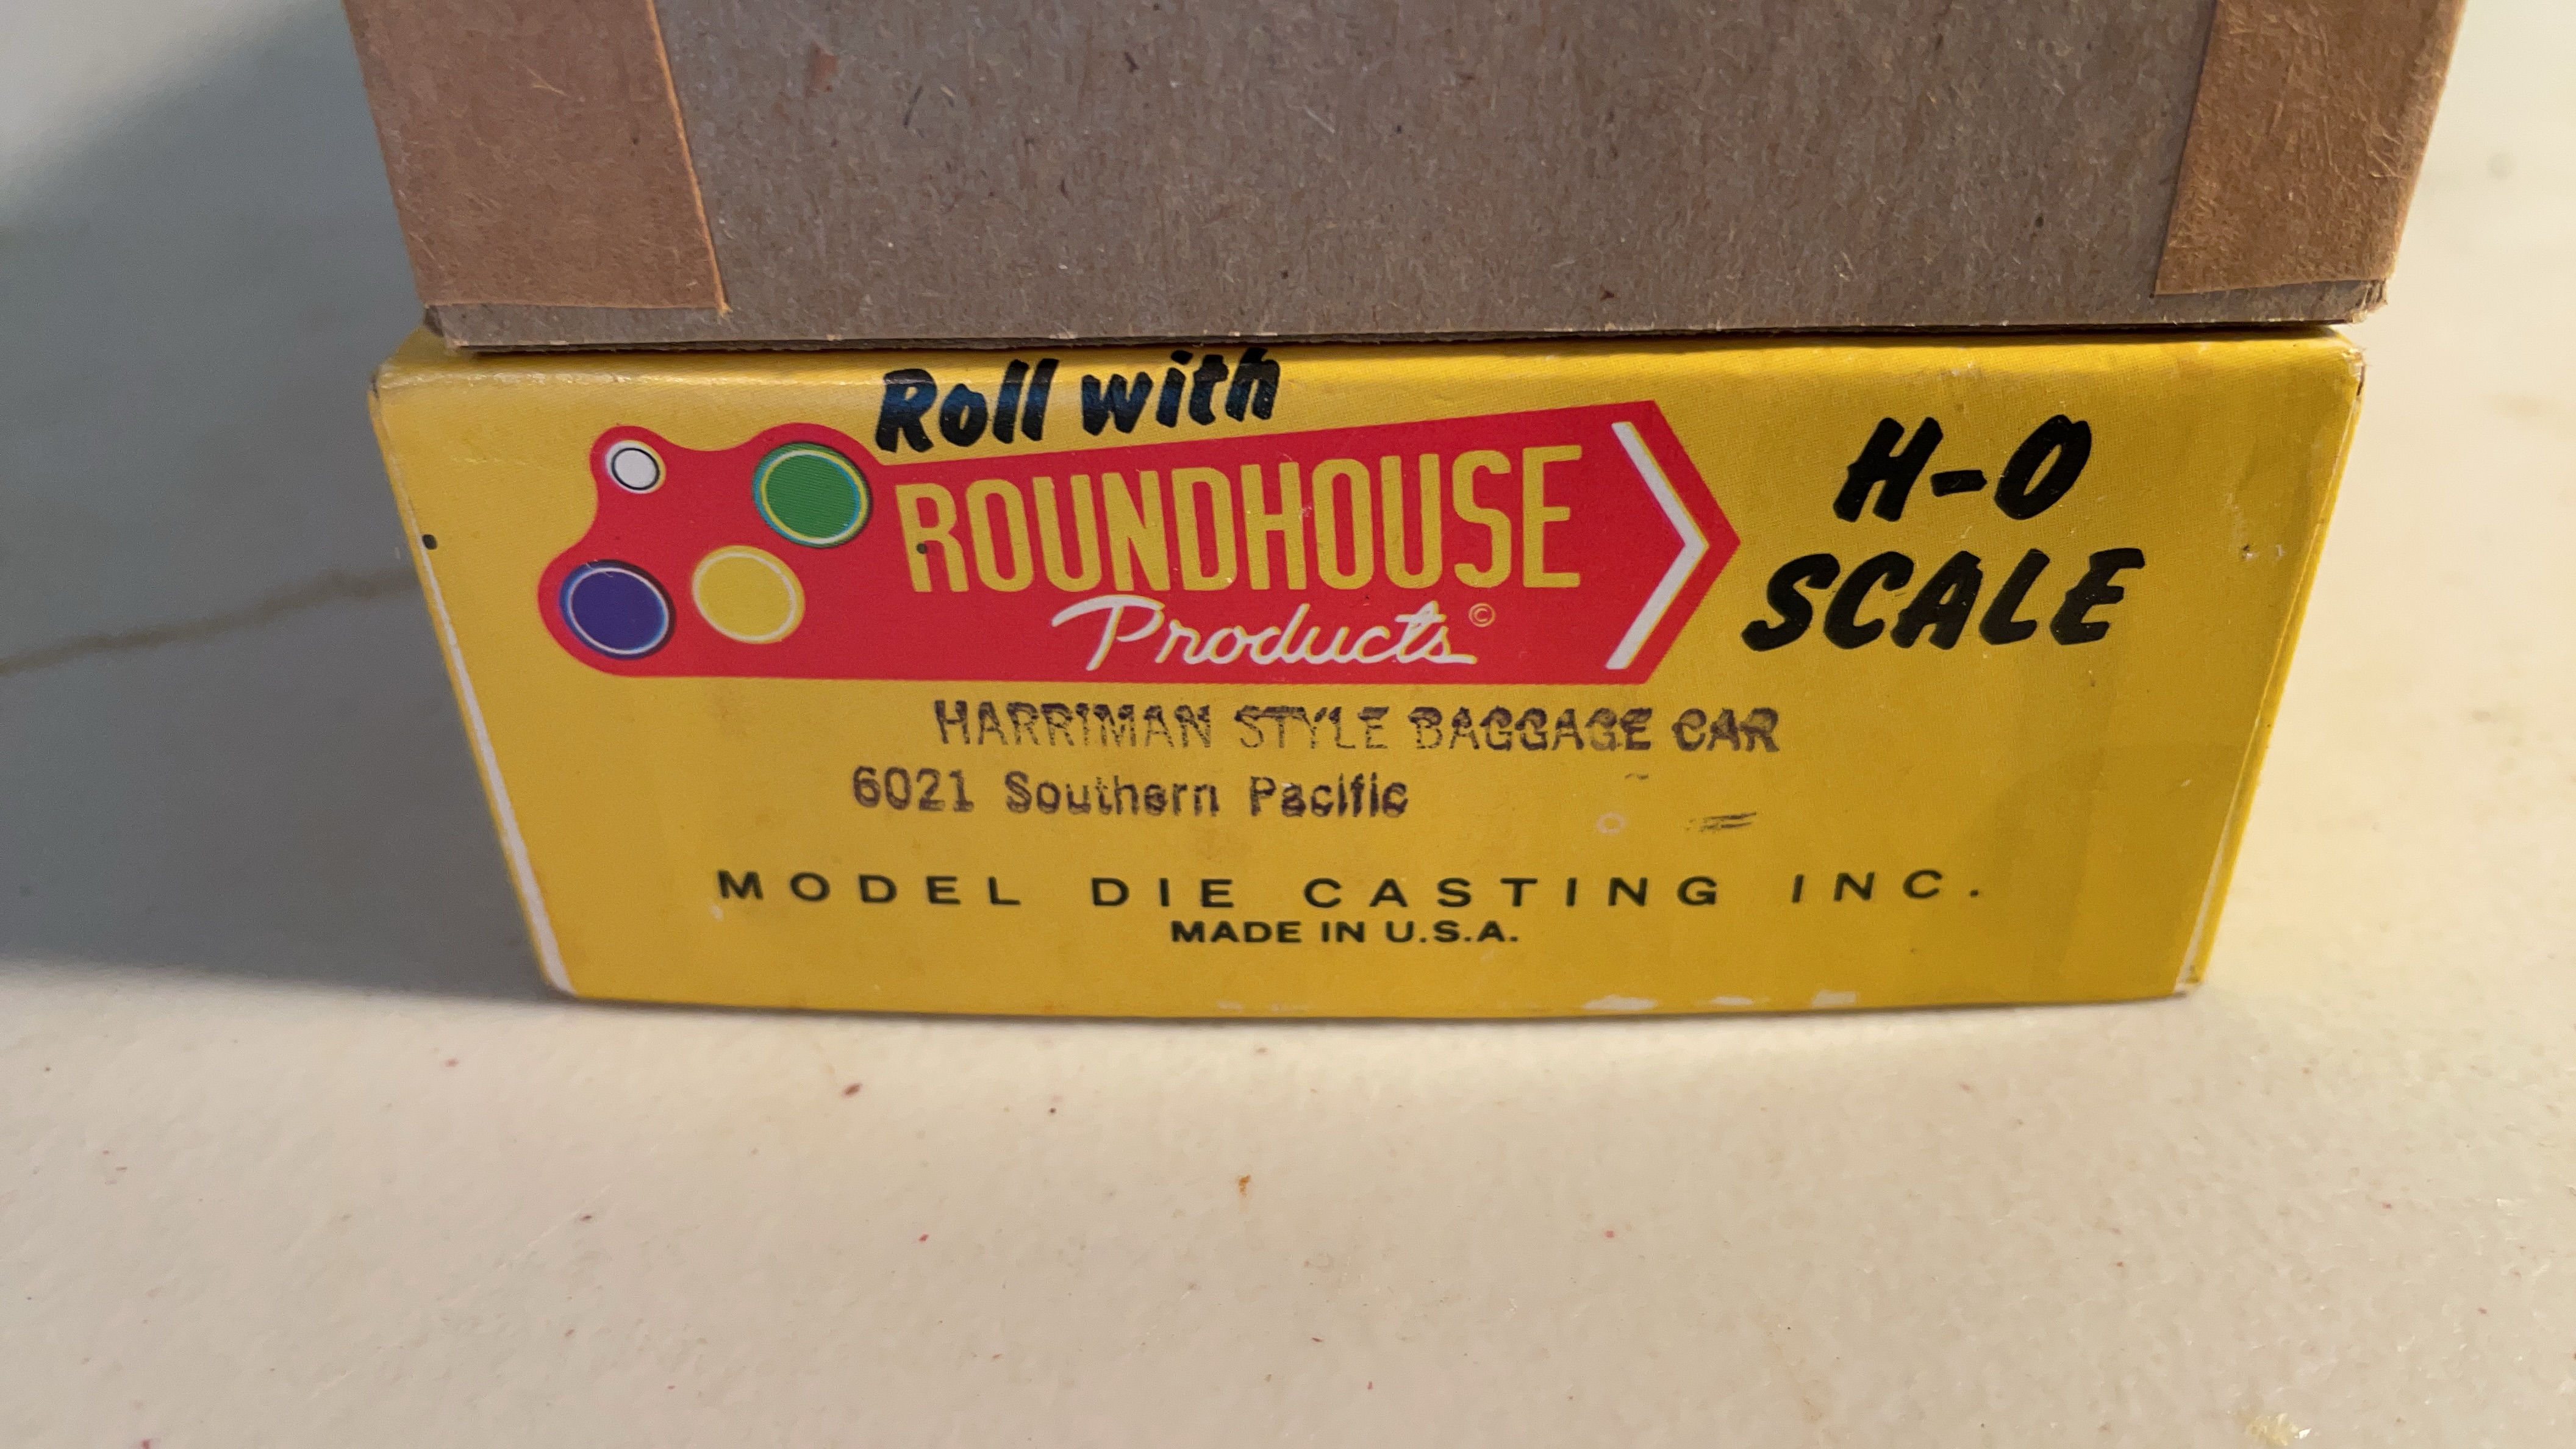 Roll with
ROUNDHOUSE
Products ©
H-O
SCALE
HARRIMAN STYLE BAGGAGE CAR
6021 Southern Pacific
MODEL DIE CASTING INC.
MADE IN U.S.A.